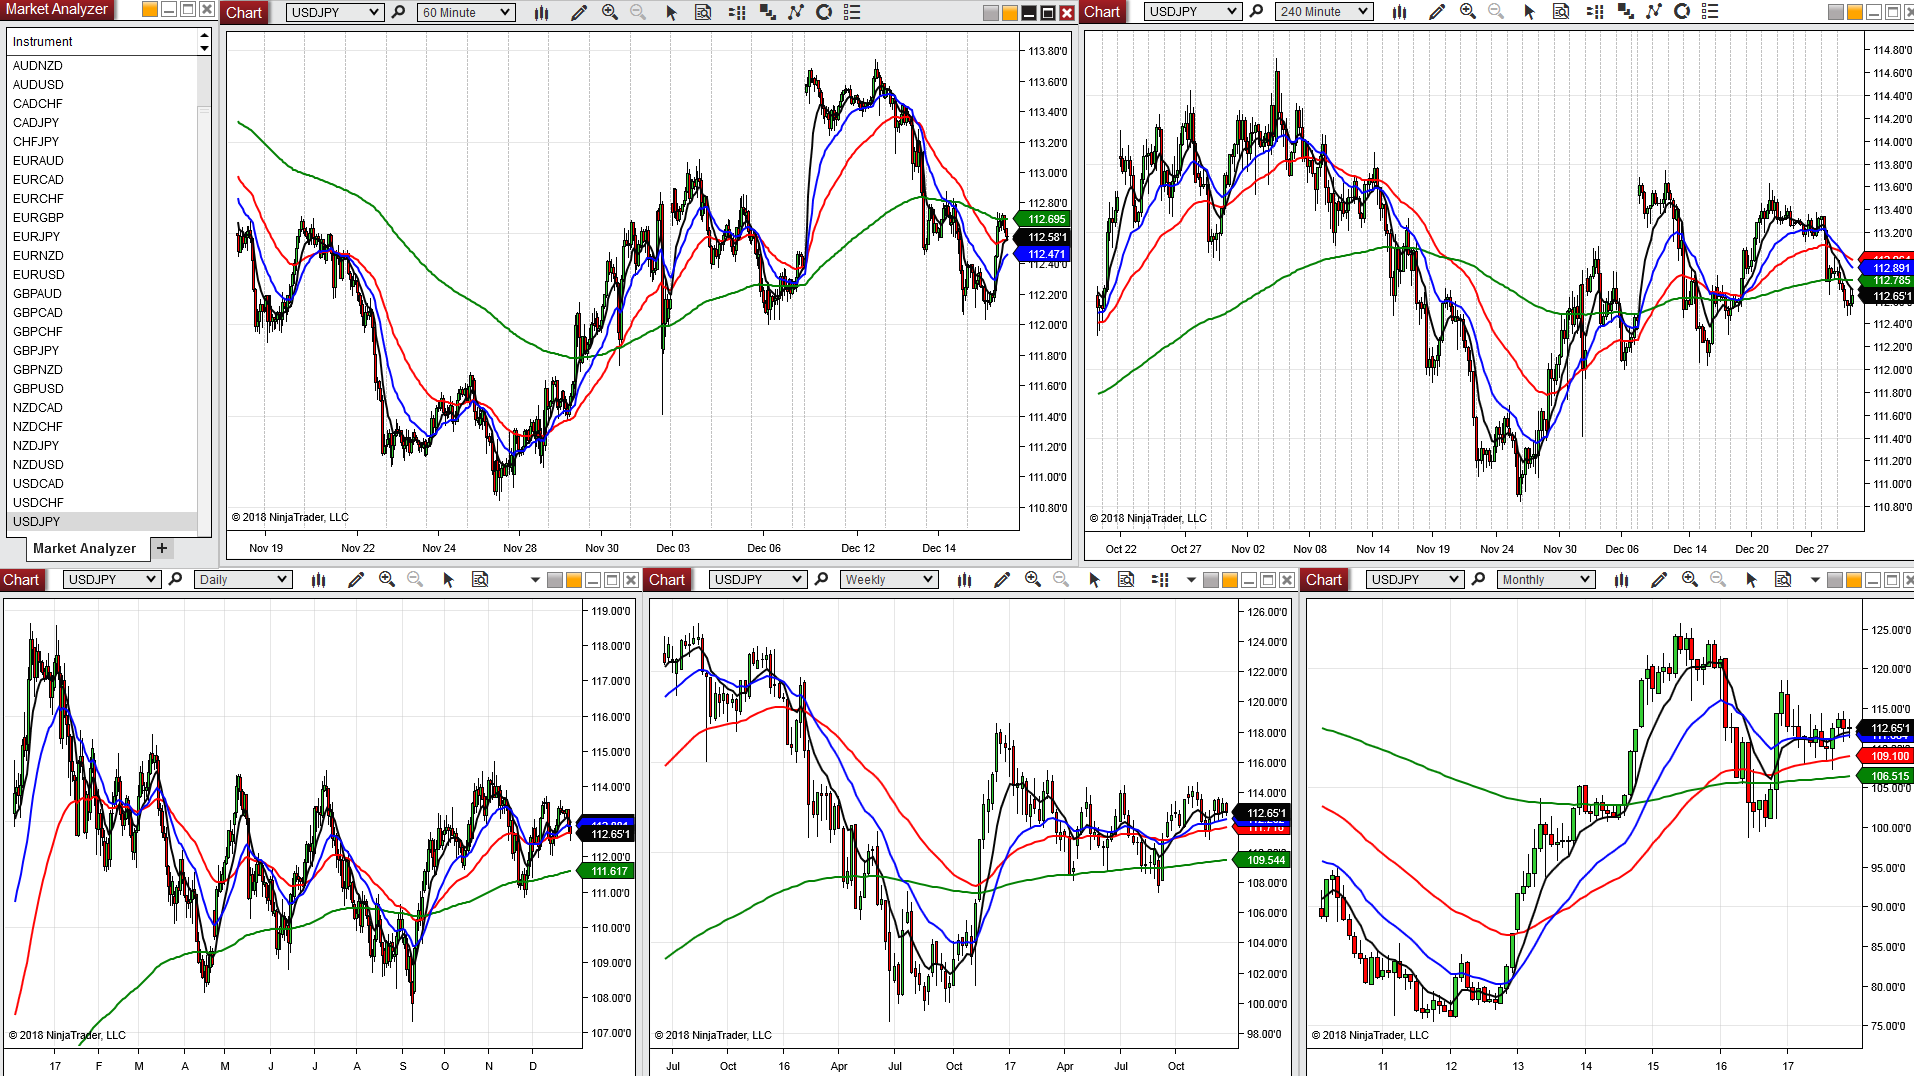 Market Analyzer
Instrument
AUDNZD
AUDUSD
CADCHF
CADJPY
CHFJPY
EURAUD
EURCAD
EURCHF
EURGBP
EURJPY
EURNZD
EURUSD
GBPAUD
GBPCAD
GBPCHF
GBPJPY
GBPNZD
GBPUSD
NZDCAD
NZDCHF
NZDJPY
NZDUSD
USDCAD
USDCHF
USDJPY
Market Analyzer +
Chart USDJPY 60 Minute
113.80'0
113.60'0
113.40'0
113.20'0
113.00'0
112.80'0
112.695
112.58'1
112.471
112.40'0
112.20'0
112.00'0
111.80'0
111.60'0
111.40'0
111.20'0
111.00'0
110.80'0
© 2018 NinjaTrader, LLC
Nov 19 Nov 22 Nov 24 Nov 28 Nov 30 Dec 03 Dec 06 Dec 12 Dec 14
Chart USDJPY 240 Minute
114.80'0
114.60'0
114.40'0
114.20'0
114.00'0
113.80'0
113.60'0
113.40'0
113.20'0
112.891
112.785
112.65'1
112.40'0
112.20'0
112.00'0
111.80'0
111.60'0
111.40'0
111.20'0
111.00'0
110.80'0
© 2018 NinjaTrader, LLC
Oct 22 Oct 27 Nov 02 Nov 08 Nov 14 Nov 19 Nov 24 Nov 30 Dec 06 Dec 14 Dec 20 Dec 27
Chart USDJPY Daily
119.00'0
118.00'0
117.00'0
116.00'0
115.00'0
114.00'0
112.65'1
112.00'0
111.617
111.00'0
110.00'0
109.00'0
108.00'0
107.00'0
© 2018 NinjaTrader, LLC
17 F M A M J J A S O N D
Chart USDJPY Weekly
126.00'0
124.00'0
122.00'0
120.00'0
118.00'0
116.00'0
114.00'0
112.65'1
111.716
109.544
108.00'0
106.00'0
104.00'0
102.00'0
100.00'0
98.00'0
© 2018 NinjaTrader, LLC
Jul Oct 16 Apr Jul Oct 17 Apr Jul Oct
Chart USDJPY Monthly
125.00'0
120.00'0
115.00'0
112.65'1
109.100
106.515
105.00'0
100.00'0
95.00'0
90.00'0
85.00'0
80.00'0
75.00'0
© 2018 NinjaTrader, LLC
11 12 13 14 15 16 17